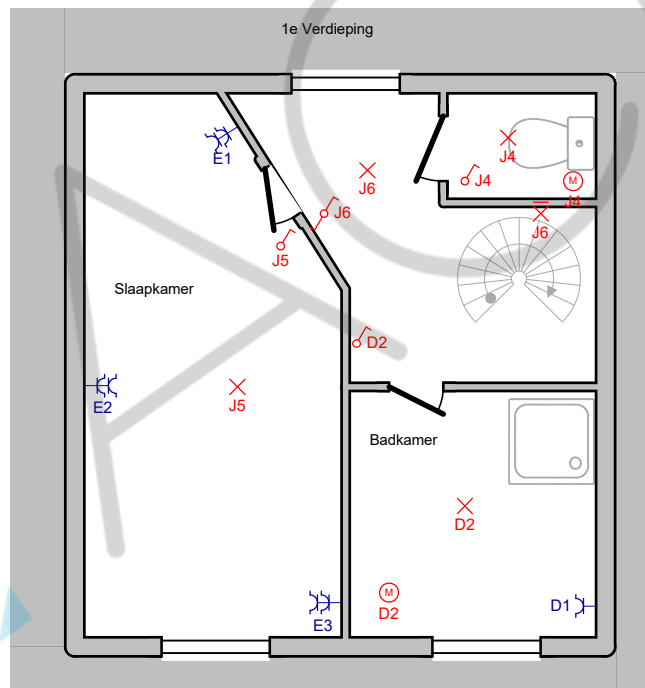 1e Verdieping
E1
J4
J6
J4
M
J4
J6
J6
J5
Slaapkamer
D2
E2
J5
Badkamer
D2
M
D2
D1
E3